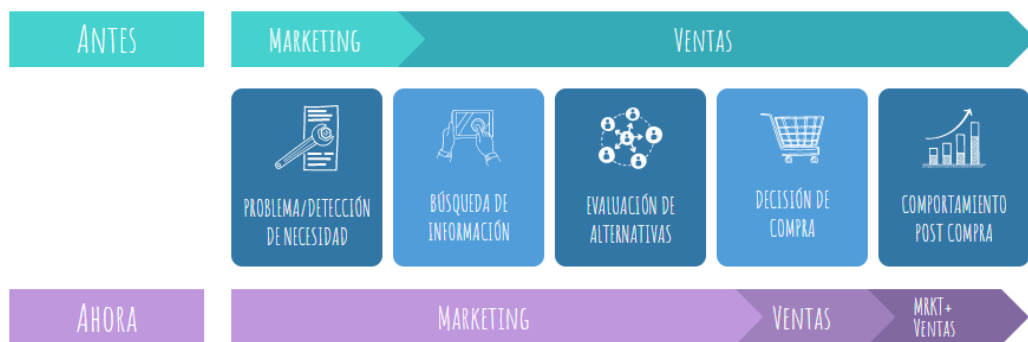 ANTES
MARKETING
VENTAS
PROBLEMA/DETECCIÓN
DE NECESIDAD
BÚSQUEDA DE
INFORMACIÓN
EVALUACIÓN DE
ALTERNATIVAS
DECISIÓN DE
COMPRA
COMPORTAMIENTO
POST COMPRA
AHORA
MARKETING
VENTAS
MRKT+
VENTAS